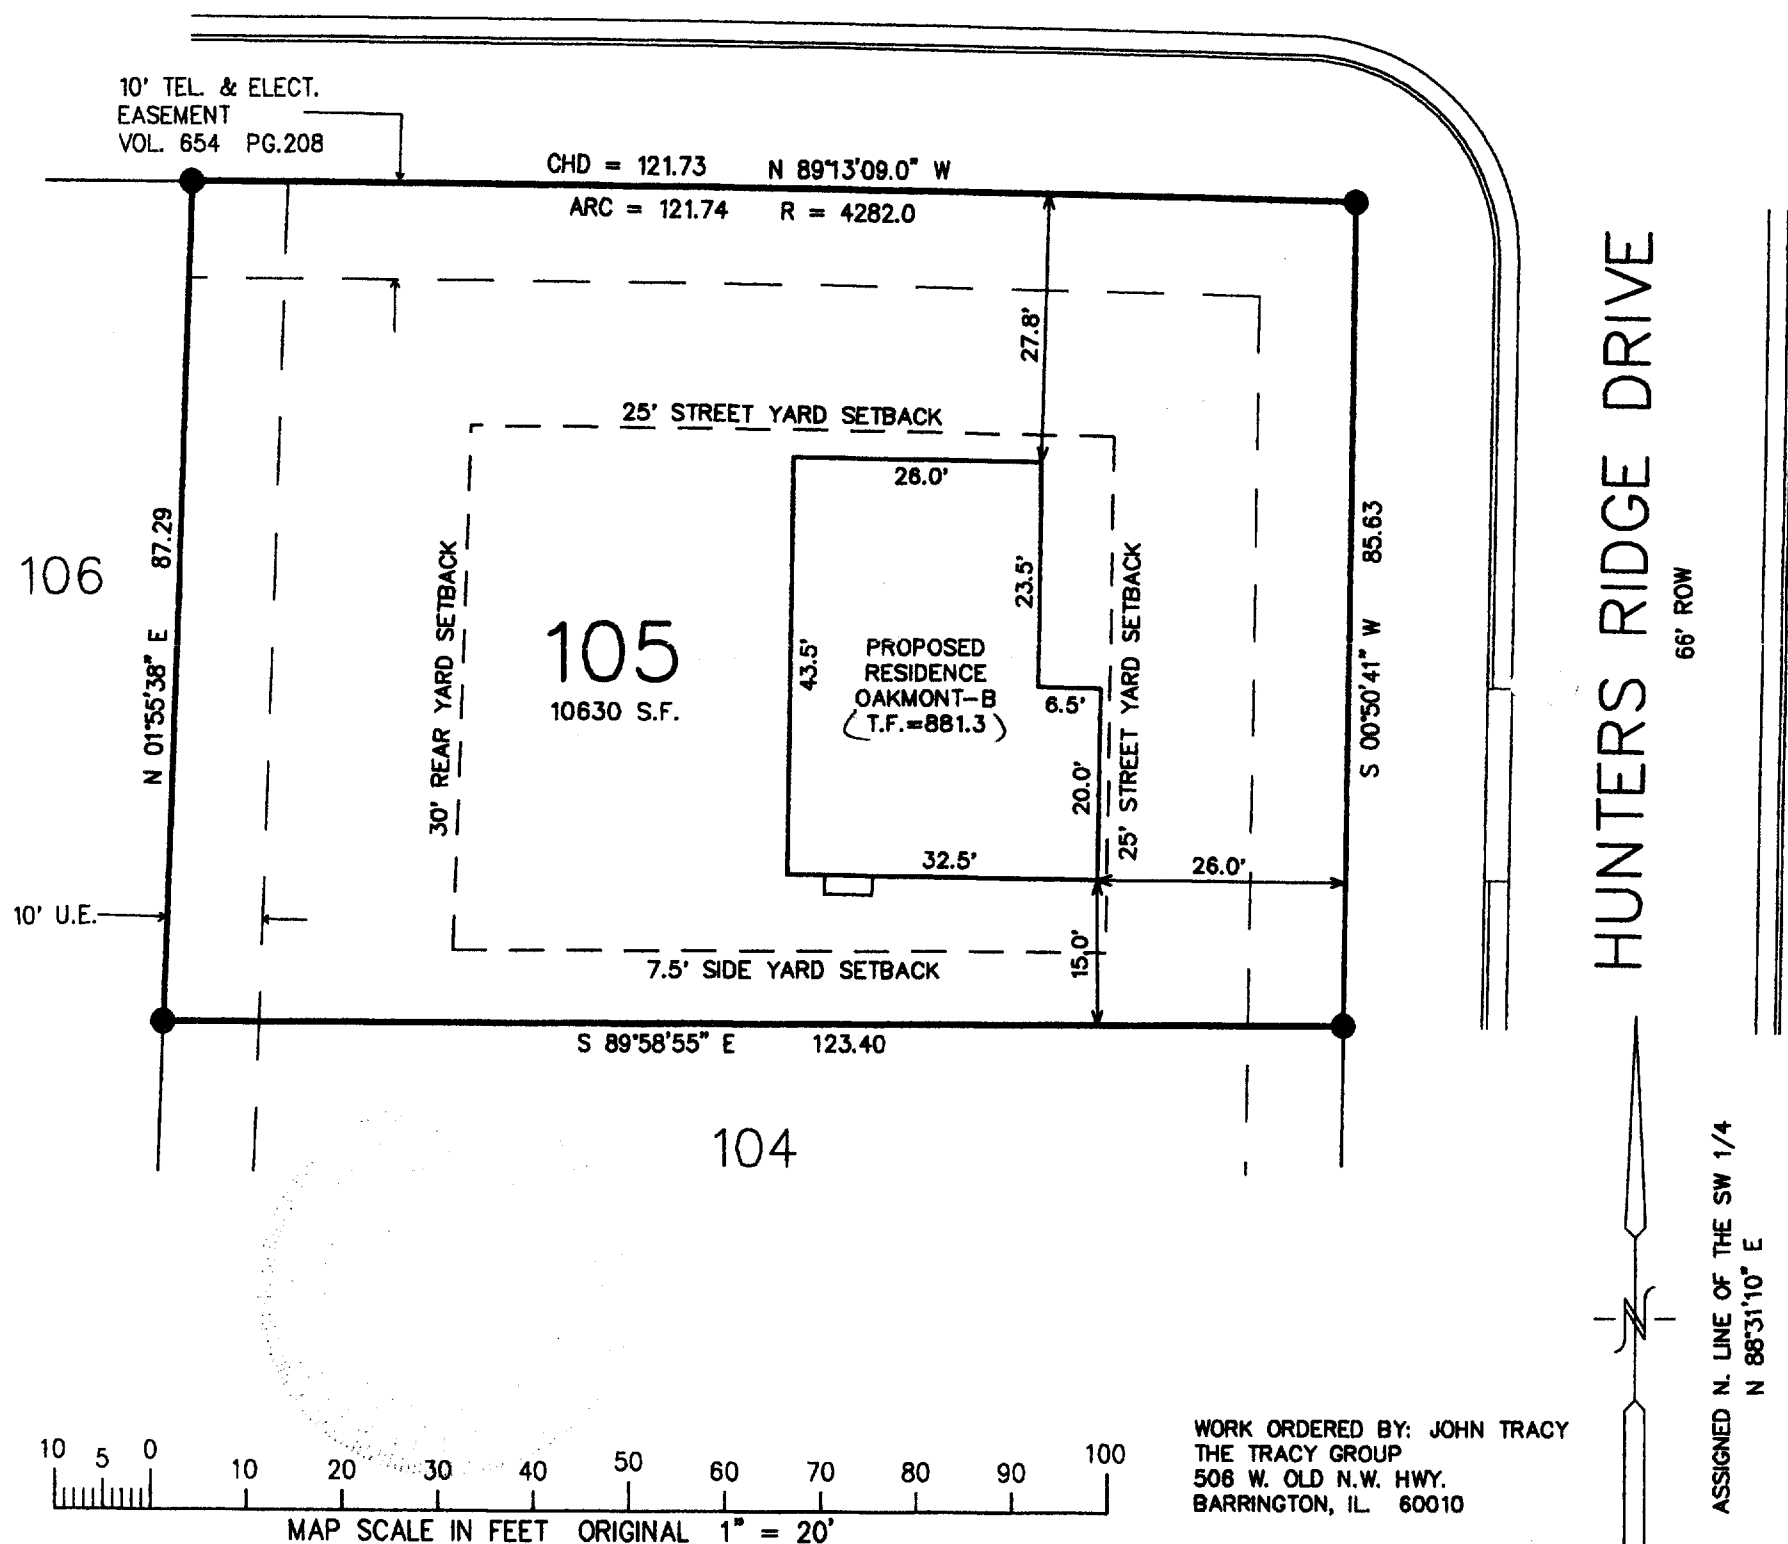 10' TEL. & ELECT.
EASEMENT
VOL. 654 PG.208
CHD = 121.73 N 89°13'09.0" W
ARC = 121.74 R = 4282.0
27.8'
25' STREET YARD SETBACK
26.0'
HUNTERS RIDGE DRIVE
66' ROW
106
N 01°55'38" E 87.29
30' REAR YARD SETBACK
105
10630 S.F.
43.5'
PROPOSED
RESIDENCE
OAKMONT-B
(T.F.=881.3)
23.5'
6.5'
20.0'
25' STREET YARD SETBACK
S 00°50'41" W 85.63
32.5'
26.0'
10' U.E.
15.0'
7.5' SIDE YARD SETBACK
S 89°58'55" E 123.40
104
N
ASSIGNED N. LINE OF THE SW 1/4
N 88°31'10" E
10 5 0 10 20 30 40 50 60 70 80 90 100
MAP SCALE IN FEET ORIGINAL 1" = 20'
WORK ORDERED BY: JOHN TRACY
THE TRACY GROUP
506 W. OLD N.W. HWY.
BARRINGTON, IL 60010